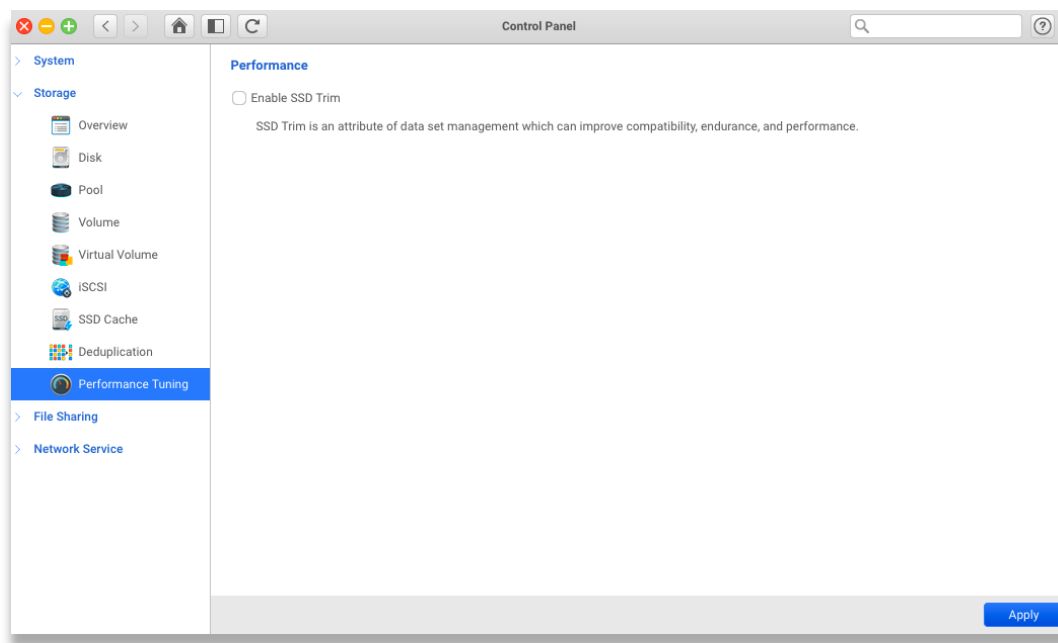 Control Panel
System
Storage
Overview
Disk
Pool
Volume
Virtual Volume
iSCSI
SSD
SSD Cache
Deduplication
Performance Tuning
File Sharing
Network Service
Performance
Enable SSD Trim
SSD Trim is an attribute of data set management which can improve compatibility, endurance, and performance.
Apply